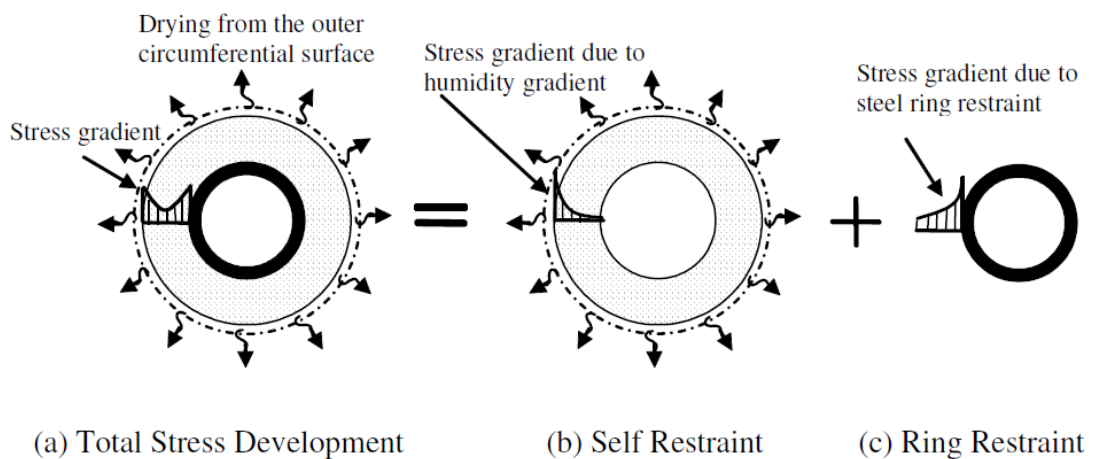 Drying from the outer
circumferential surface
Stress gradient
Stress gradient due to
humidity gradient
Stress gradient due to
steel ring restraint
=
+
(a) Total Stress Development
(b) Self Restraint
(c) Ring Restraint